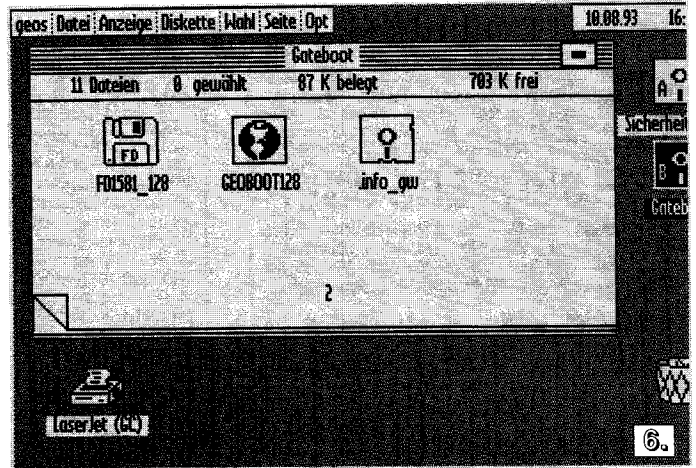 geos Datei Anzeige Diskette Wahl Seite Opt 10.08.93 16:
Gateboot
11 Dateien 0 gewählt 87 K belegt 703 K frei
A
Sicherheit
FD
B
FD1581_128 GEOBOOT128 .info_gw
Gateb
2
LaserJet (GC)
6.